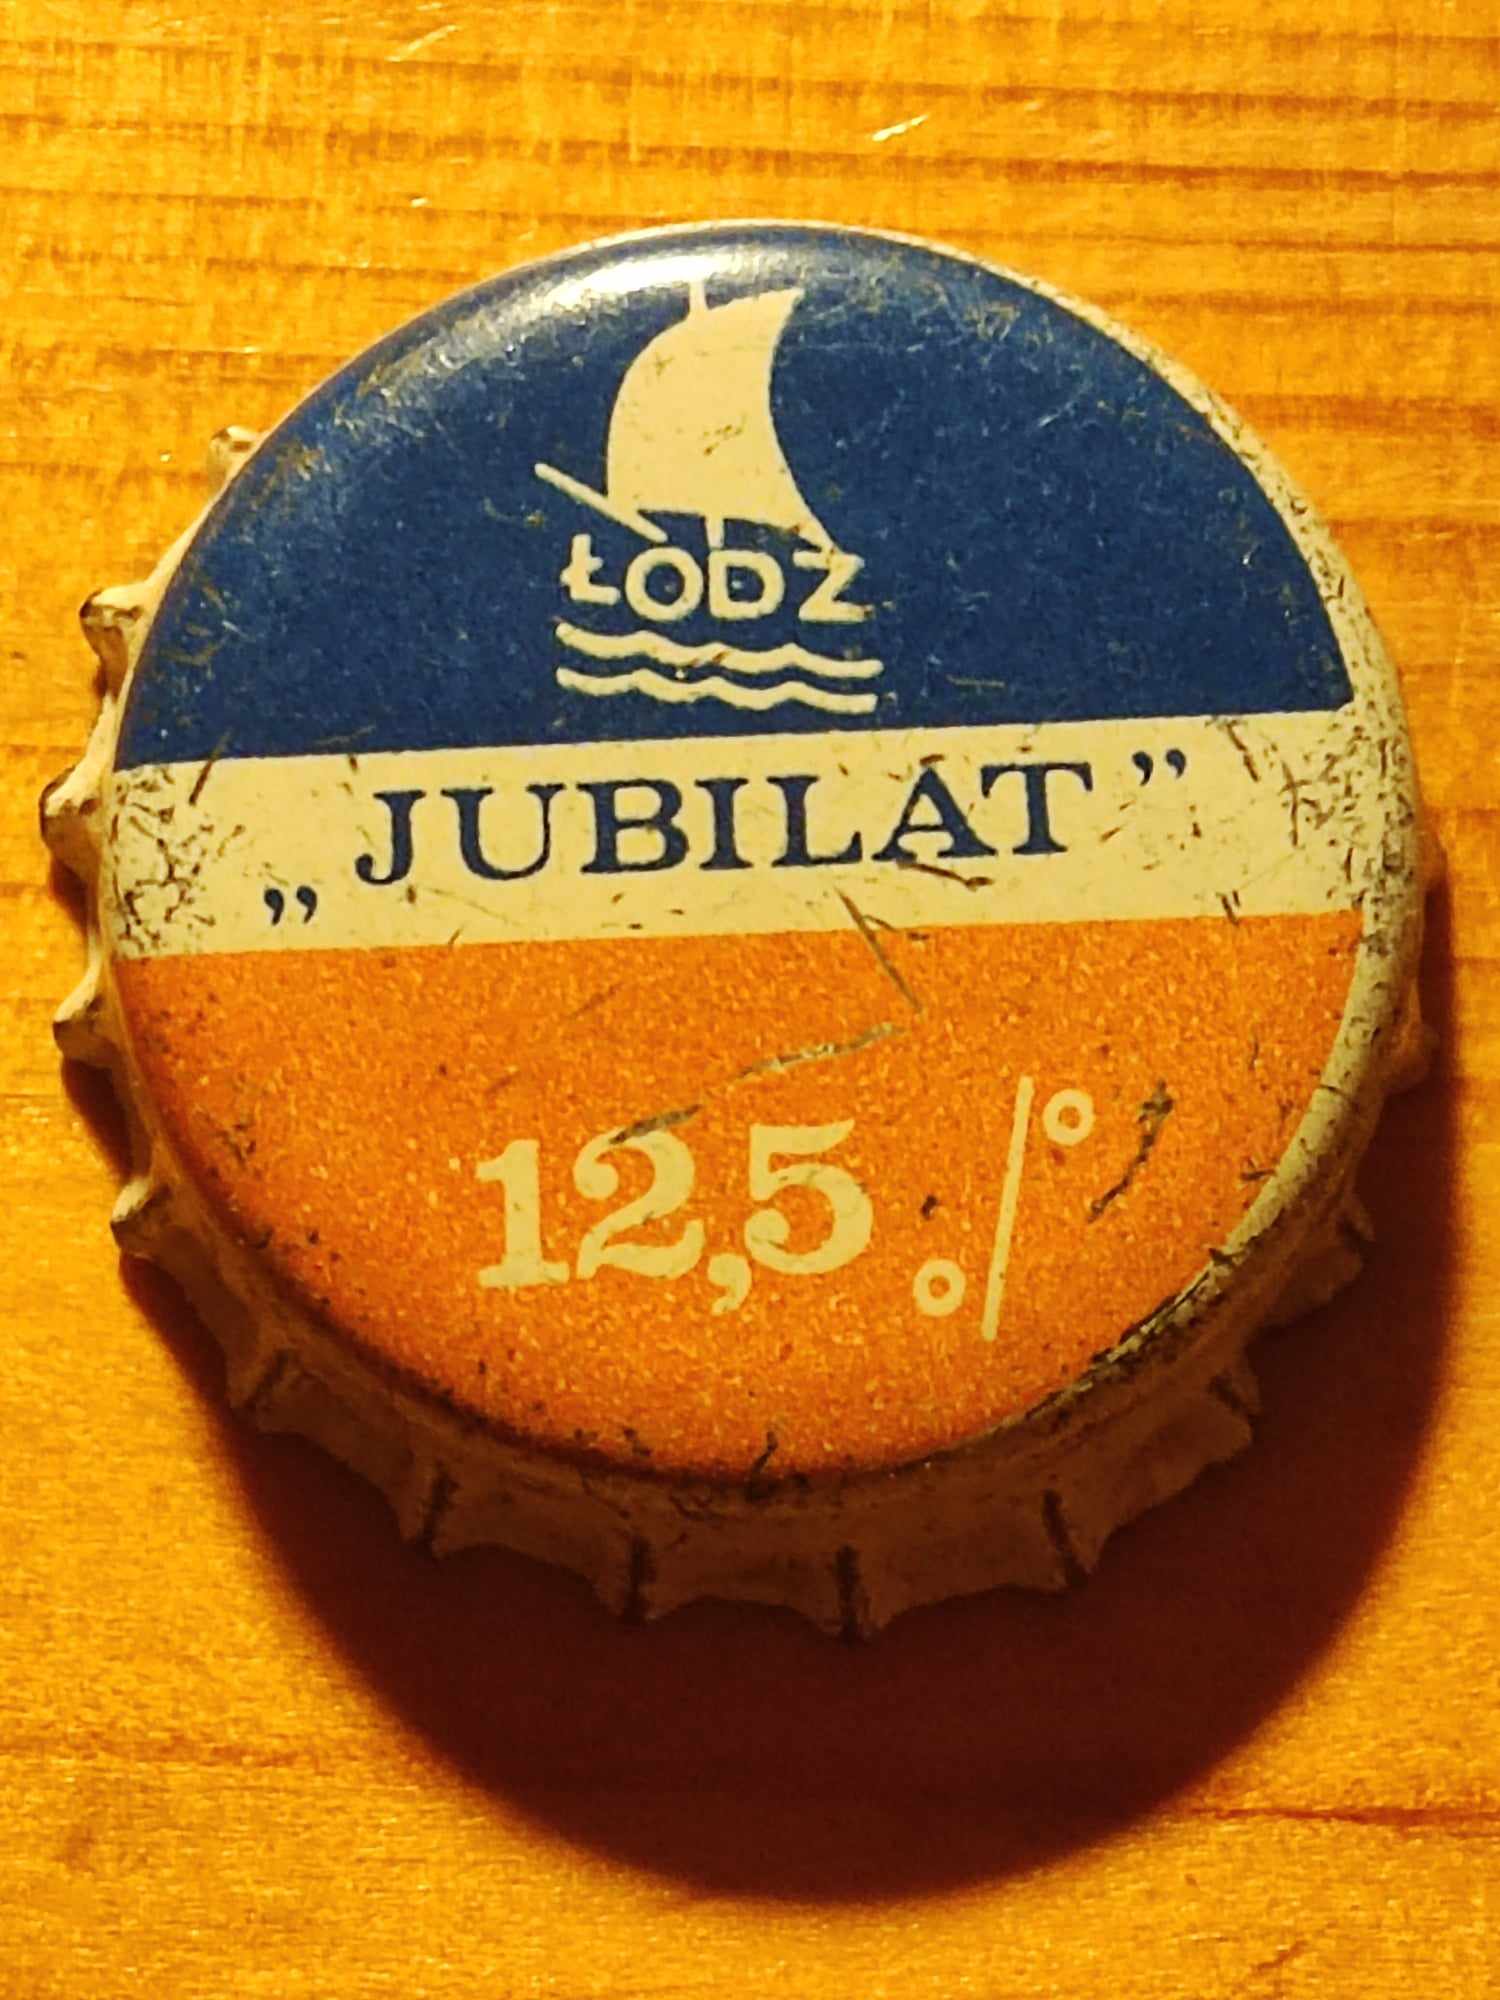 ŁÓDŹ
„JUBILAT”
12,5 %